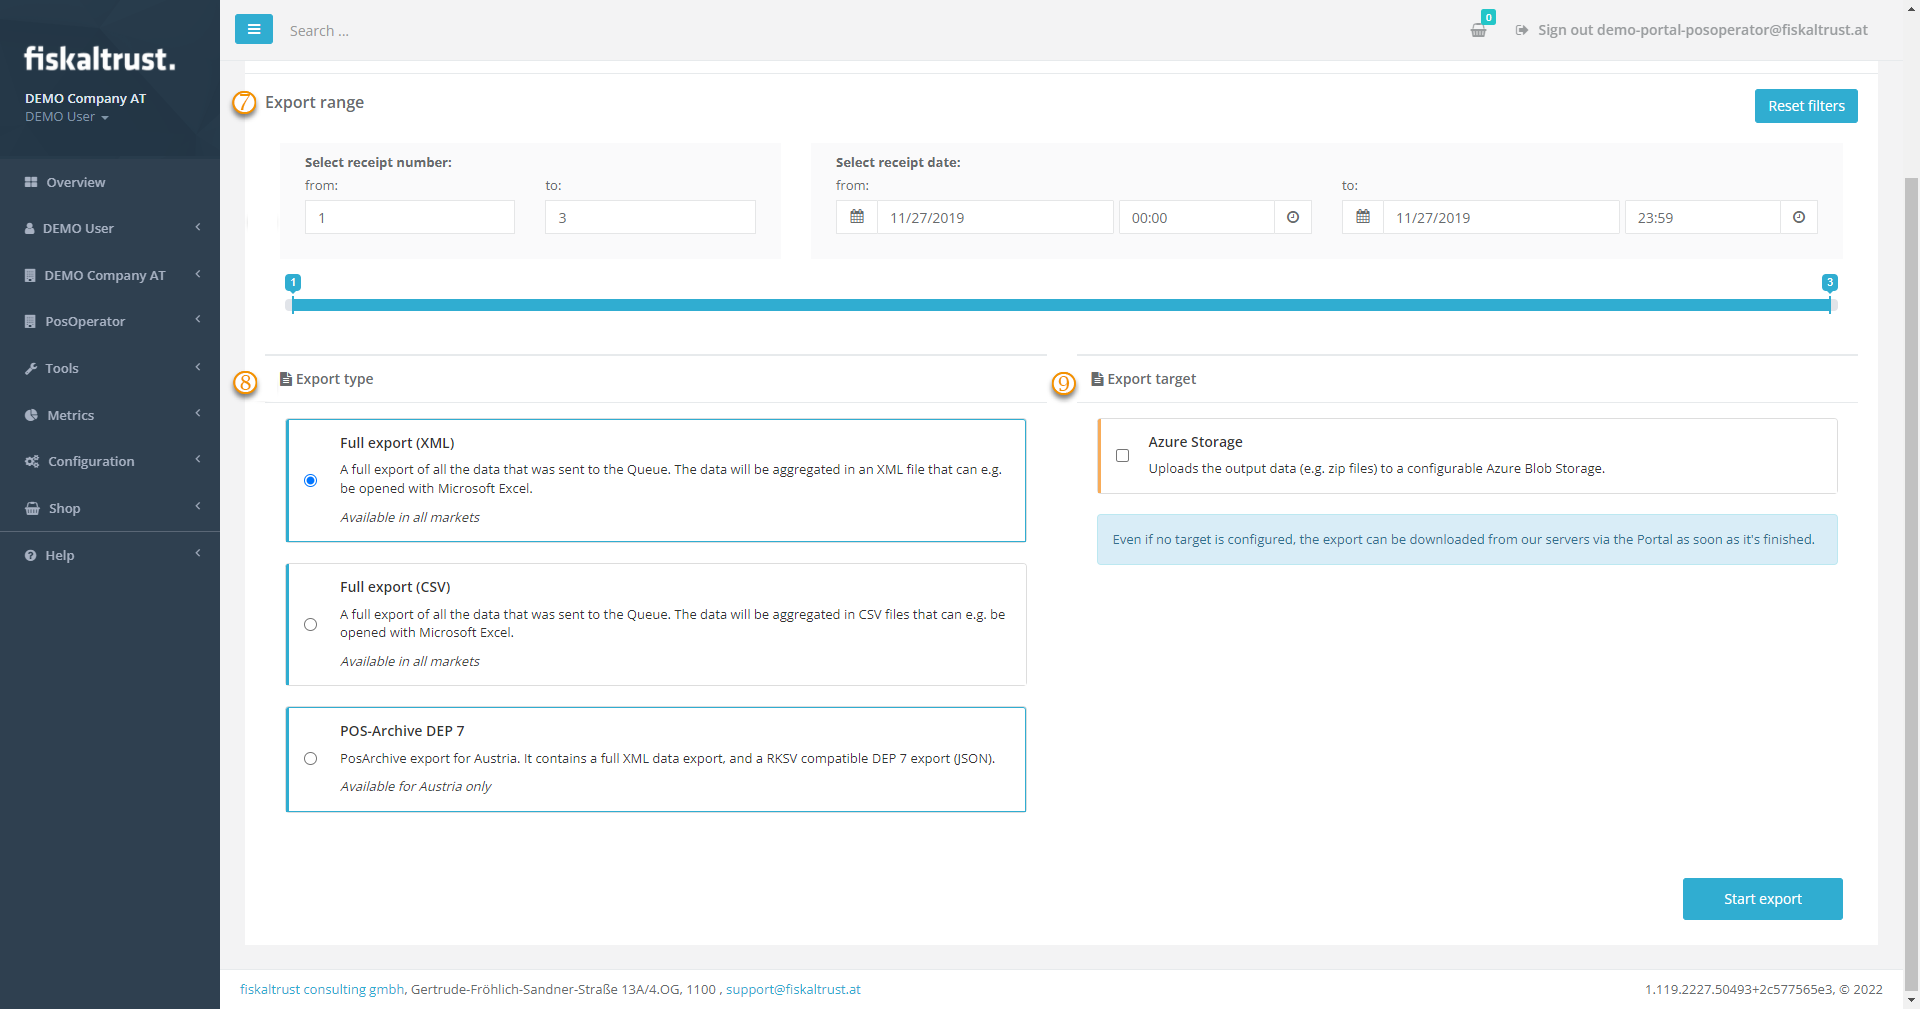 fiskaltrust.
DEMO Company AT
DEMO User
Overview
DEMO User
DEMO Company AT
PosOperator
Tools
Metrics
Configuration
Shop
Help
Search ...
0
Sign out demo-portal-posoperator@fiskaltrust.at
7 Export range
Reset filters
Select receipt number:
from: to:
1 3
Select receipt date:
from: to:
11/27/2019 00:00 11/27/2019 23:59
1 3
8 Export type
Full export (XML)
A full export of all the data that was sent to the Queue. The data will be aggregated in an XML file that can e.g.
be opened with Microsoft Excel.
Available in all markets
Full export (CSV)
A full export of all the data that was sent to the Queue. The data will be aggregated in CSV files that can e.g. be
opened with Microsoft Excel.
Available in all markets
POS-Archive DEP 7
PosArchive export for Austria. It contains a full XML data export, and a RKSV compatible DEP 7 export (JSON).
Available for Austria only
9 Export target
Azure Storage
Uploads the output data (e.g. zip files) to a configurable Azure Blob Storage.
Even if no target is configured, the export can be downloaded from our servers via the Portal as soon as it's finished.
Start export
fiskaltrust consulting gmbh, Gertrude-Fröhlich-Sandner-Straße 13A/4.OG, 1100 , support@fiskaltrust.at
1.119.2227.50493+2c577565e3, © 2022